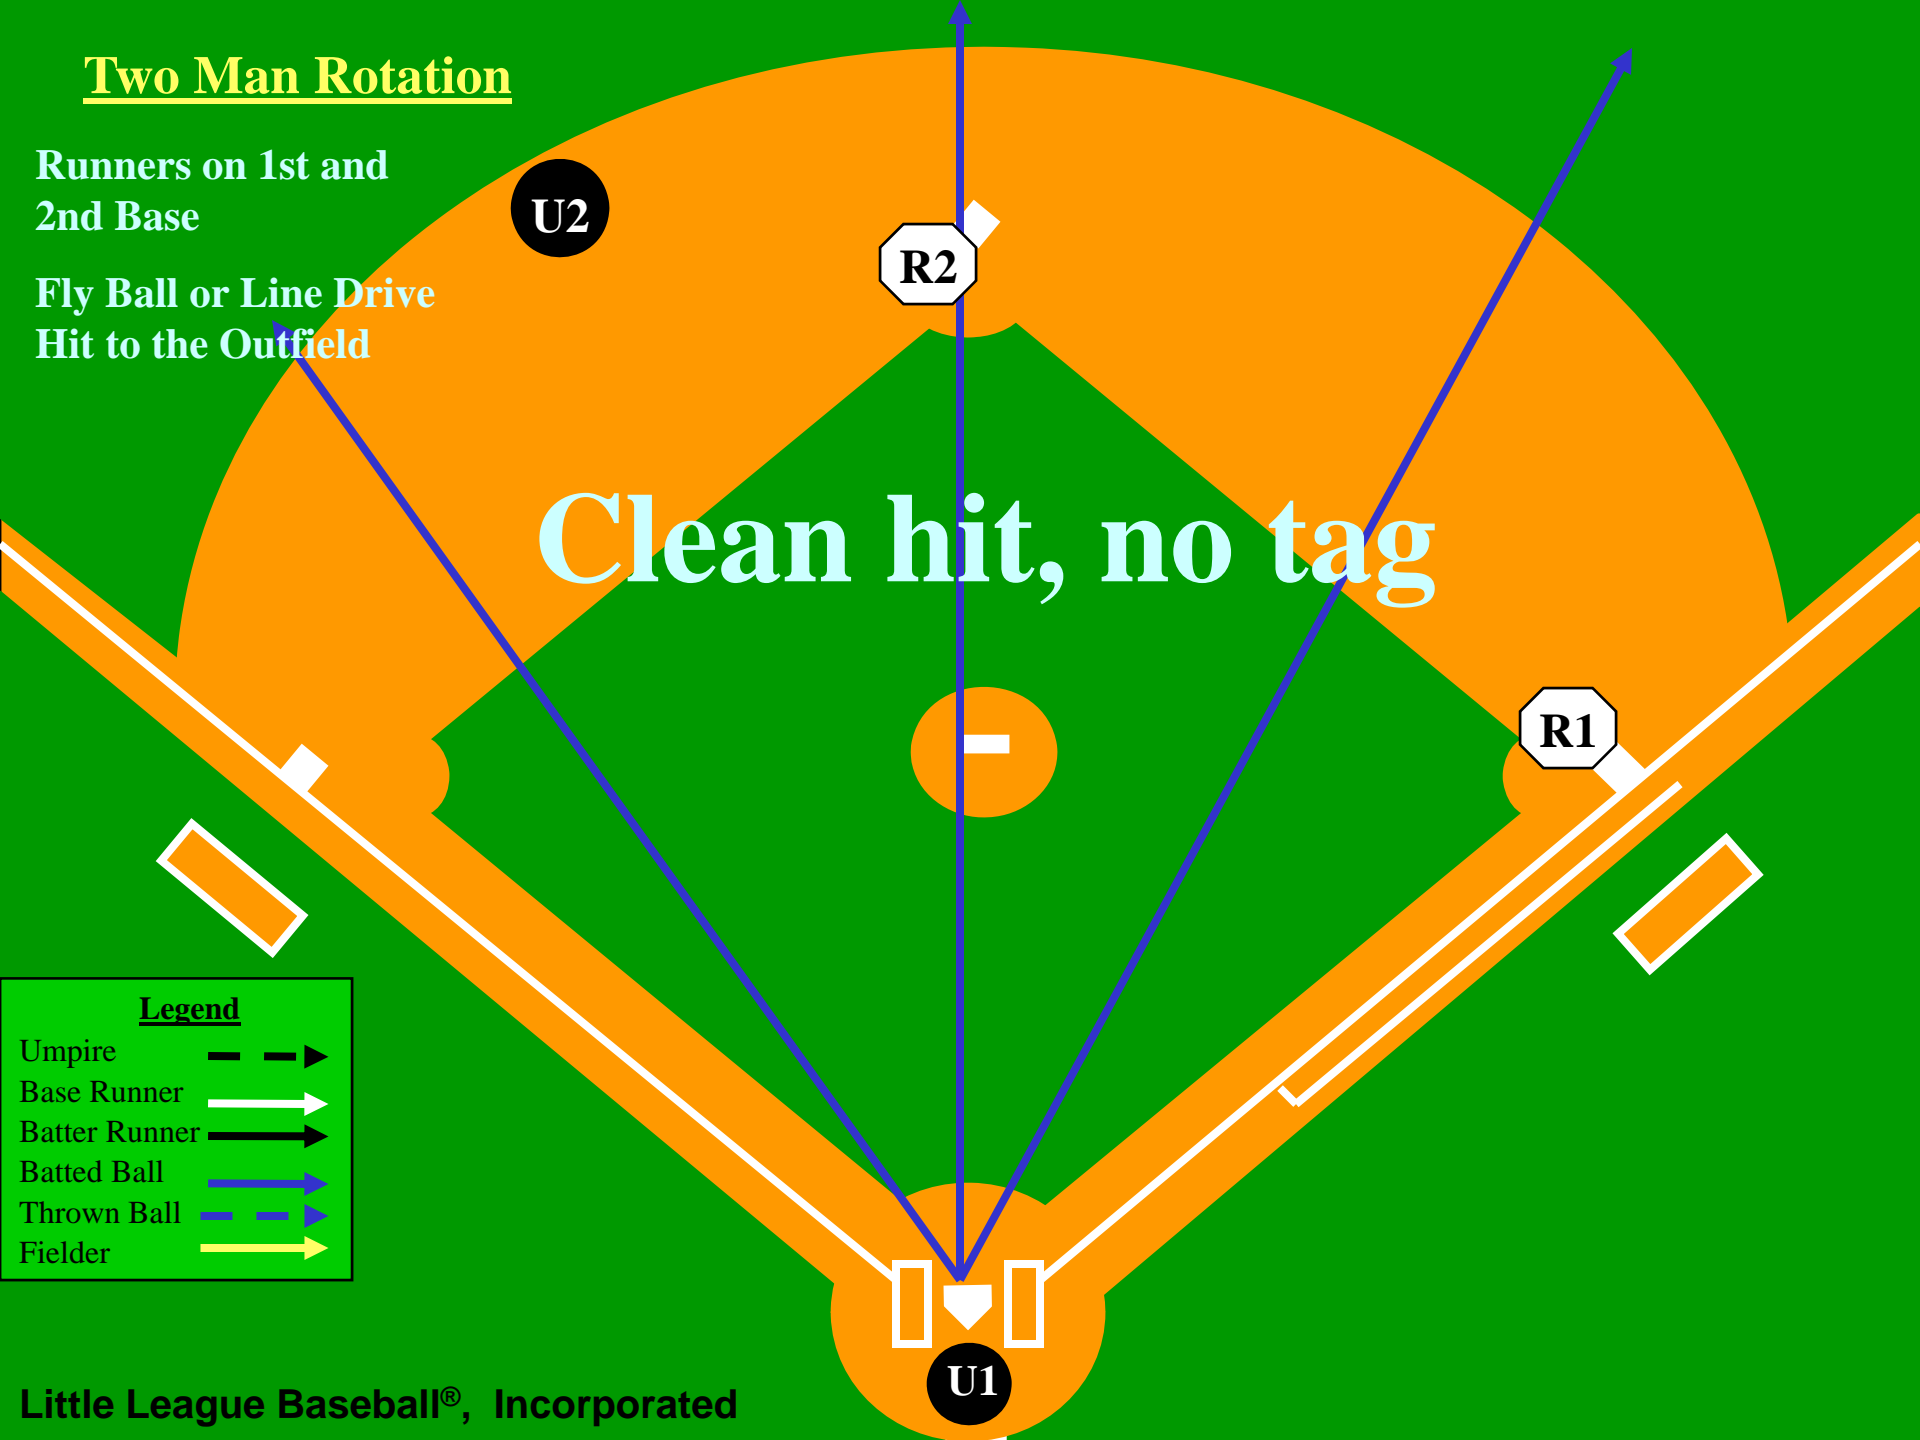 Two Man Rotation
Runners on 1st and
2nd Base
Fly Ball or Line Drive
Hit to the Outfield
U2
R2
Clean hit, no tag
R1
Legend
Umpire
Base Runner
Batter Runner
Batted Ball
Thrown Ball
Fielder
U1
Little League Baseball®, Incorporated